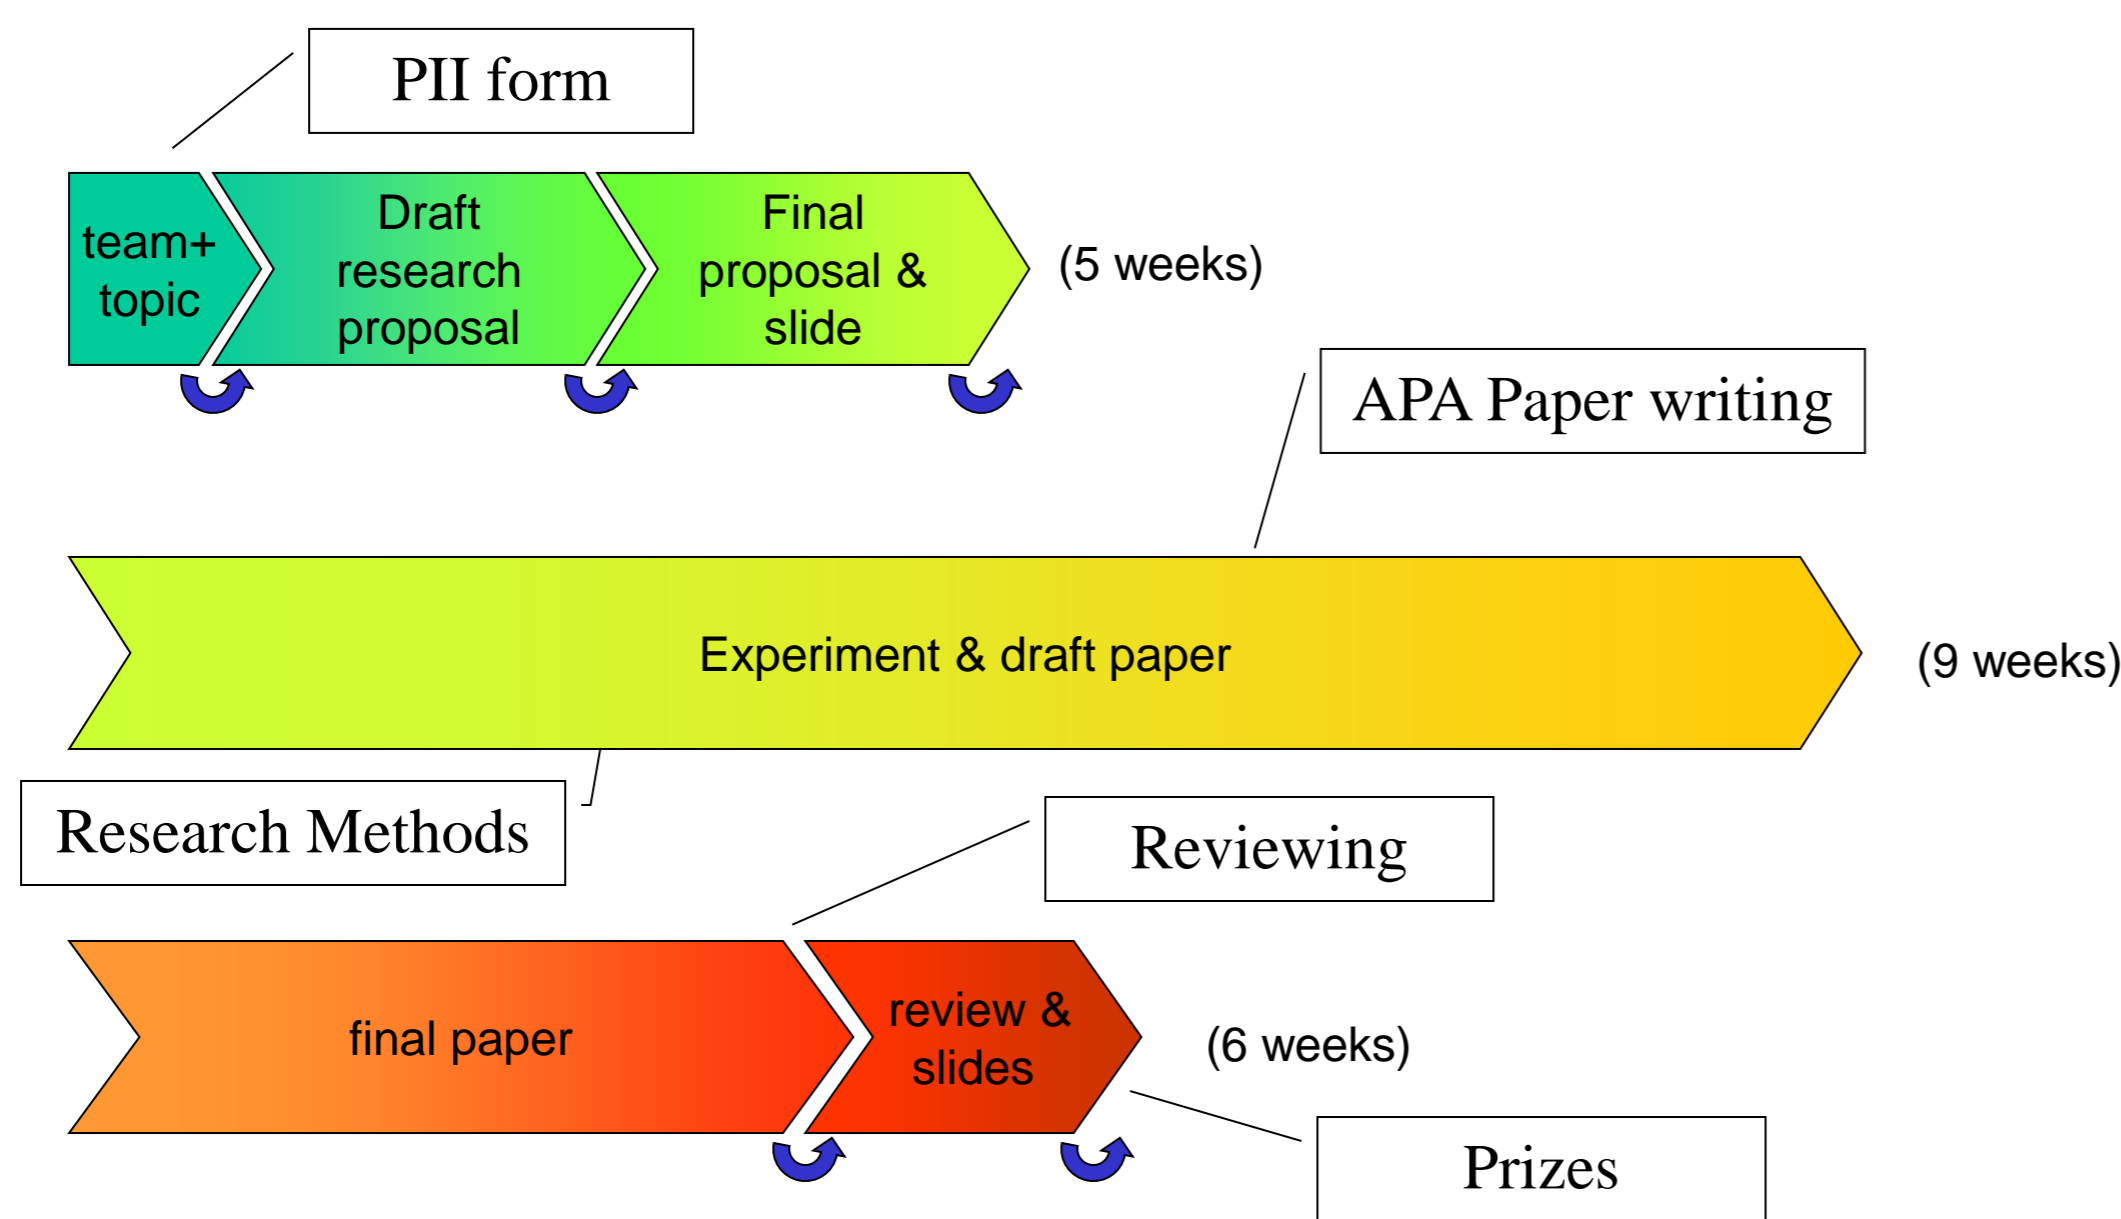 PII form
team+
topic
Draft
research
proposal
Final
proposal &
slide
(5 weeks)
APA Paper writing
Experiment & draft paper
(9 weeks)
Research Methods
Reviewing
final paper
review &
slides
(6 weeks)
Prizes